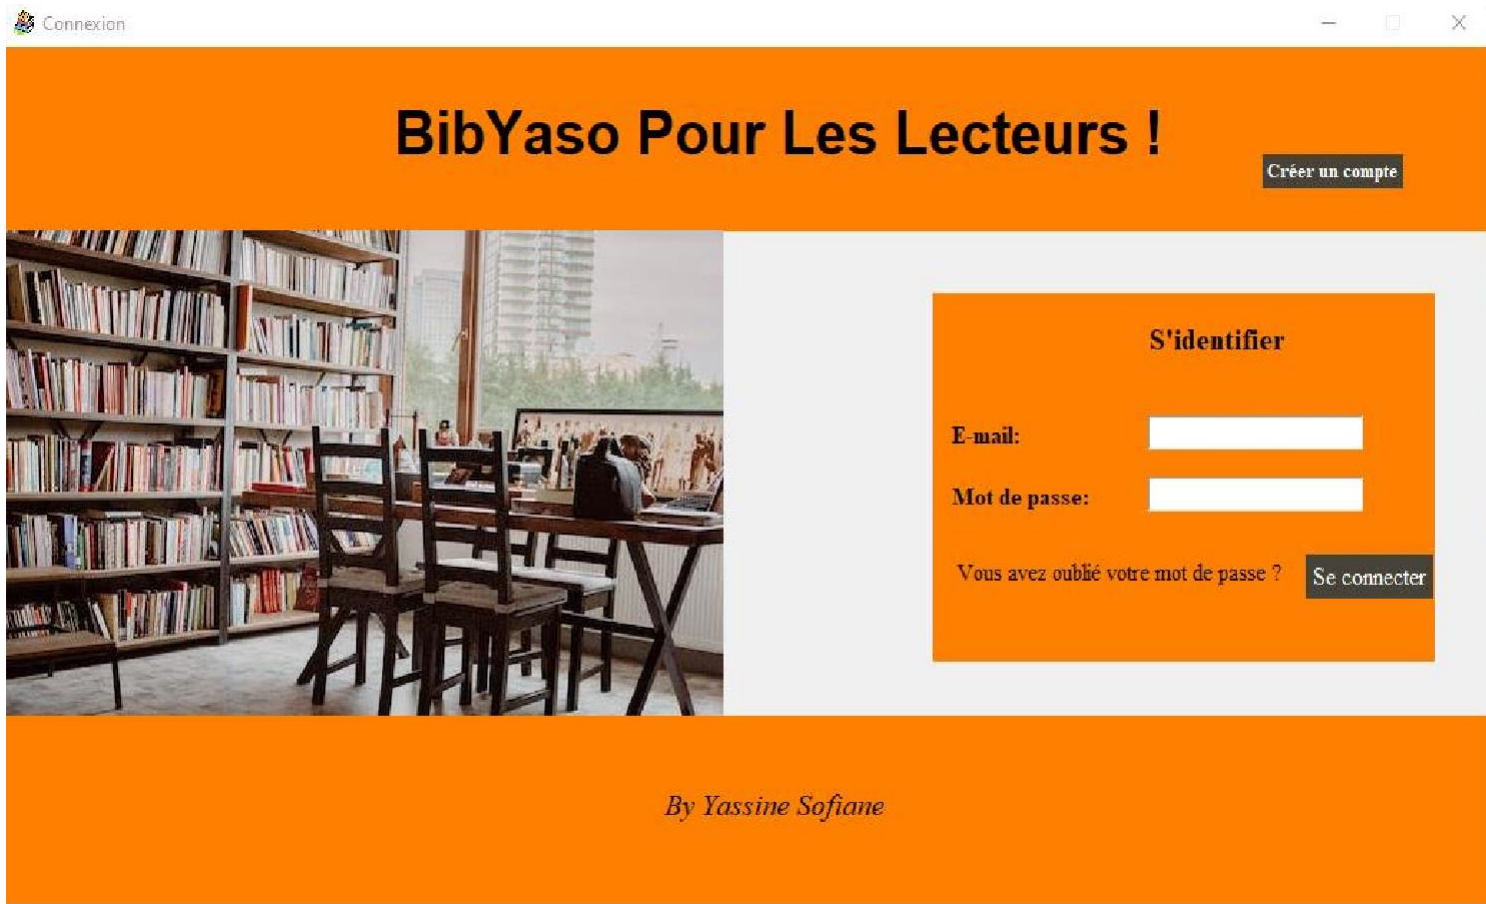 Connexion
BibYaso Pour Les Lecteurs !
Créer un compte
S'identifier
E-mail:
Mot de passe:
Vous avez oublié votre mot de passe ?
Se connecter
By Yassine Sofiane